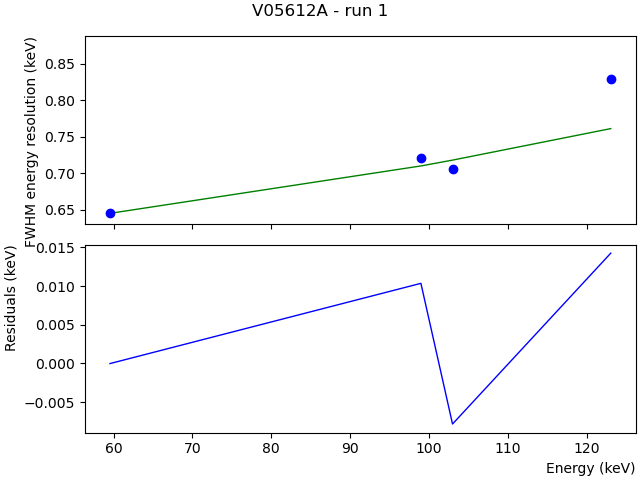 V05612A - run 1
FWHM energy resolution (keV)
0.85
0.80
0.75
0.70
0.65
Residuals (keV)
0.015
0.010
0.005
0.000
−0.005
60 70 80 90 100 110 120
Energy (keV)